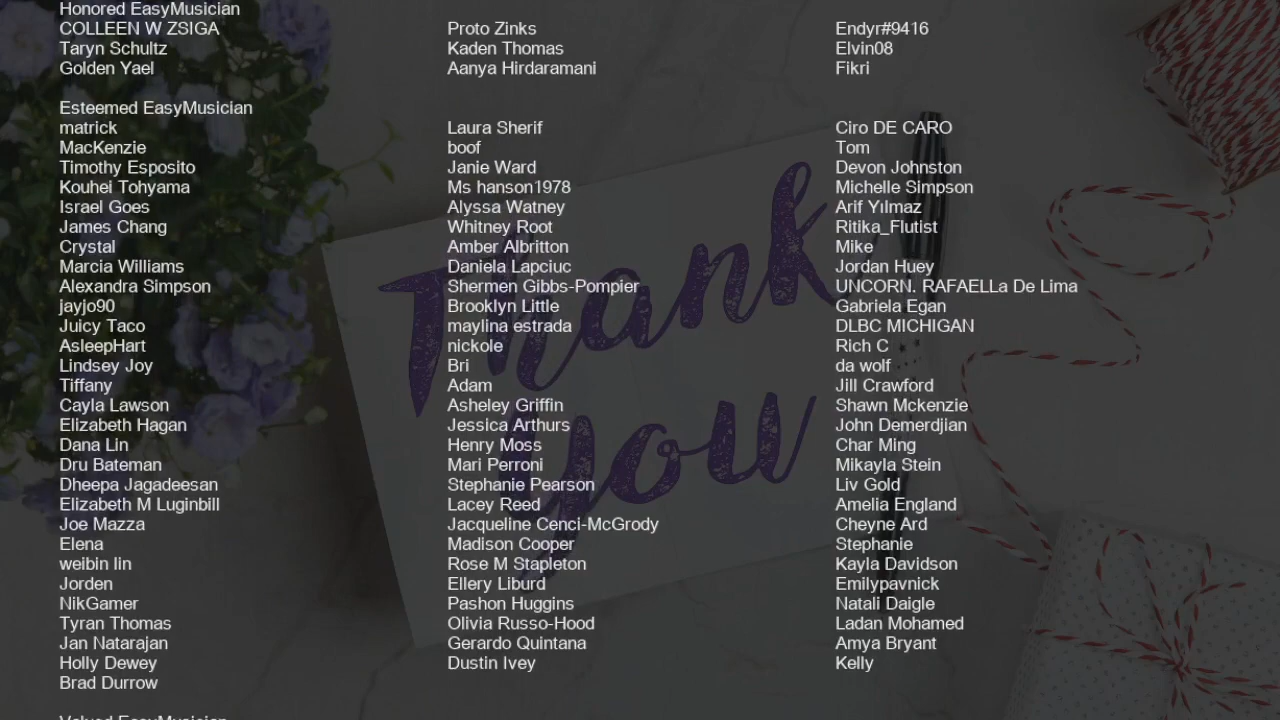 Honored EasyMusician
COLLEEN W ZSIGA Proto Zinks Endyr#9416
Taryn Schultz Kaden Thomas Elvin08
Golden Yael Aanya Hirdaramani Fikri
Esteemed EasyMusician
matrick Laura Sherif Ciro DE CARO
MacKenzie boof Tom
Timothy Esposito Janie Ward Devon Johnston
Kouhei Tohyama Ms hanson1978 Michelle Simpson
Israel Goes Alyssa Watney Arif Yılmaz
James Chang Whitney Root Ritika_Flutist
Crystal Amber Albritton Mike
Marcia Williams Daniela Lapciuc Jordan Huey
Alexandra Simpson Shermen Gibbs-Pompier UNCORN. RAFAELLa De Lima
jayjo90 Brooklyn Little Gabriela Egan
Juicy Taco maylina estrada DLBC MICHIGAN
AsleepHart nickole Rich C
Lindsey Joy Bri da wolf
Tiffany Adam Jill Crawford
Cayla Lawson Asheley Griffin Shawn Mckenzie
Elizabeth Hagan Jessica Arthurs John Demerdjian
Dana Lin Henry Moss Char Ming
Dru Bateman Mari Perroni Mikayla Stein
Dheepa Jagadeesan Stephanie Pearson Liv Gold
Elizabeth M Luginbill Lacey Reed Amelia England
Joe Mazza Jacqueline Cenci-McGrody Cheyne Ard
Elena Madison Cooper Stephanie
weibin lin Rose M Stapleton Kayla Davidson
Jorden Ellery Liburd Emilypavnick
NikGamer Pashon Huggins Natali Daigle
Tyran Thomas Olivia Russo-Hood Ladan Mohamed
Jan Natarajan Gerardo Quintana Amya Bryant
Holly Dewey Dustin Ivey Kelly
Brad Durrow
Valued EasyMusician
Thank
you